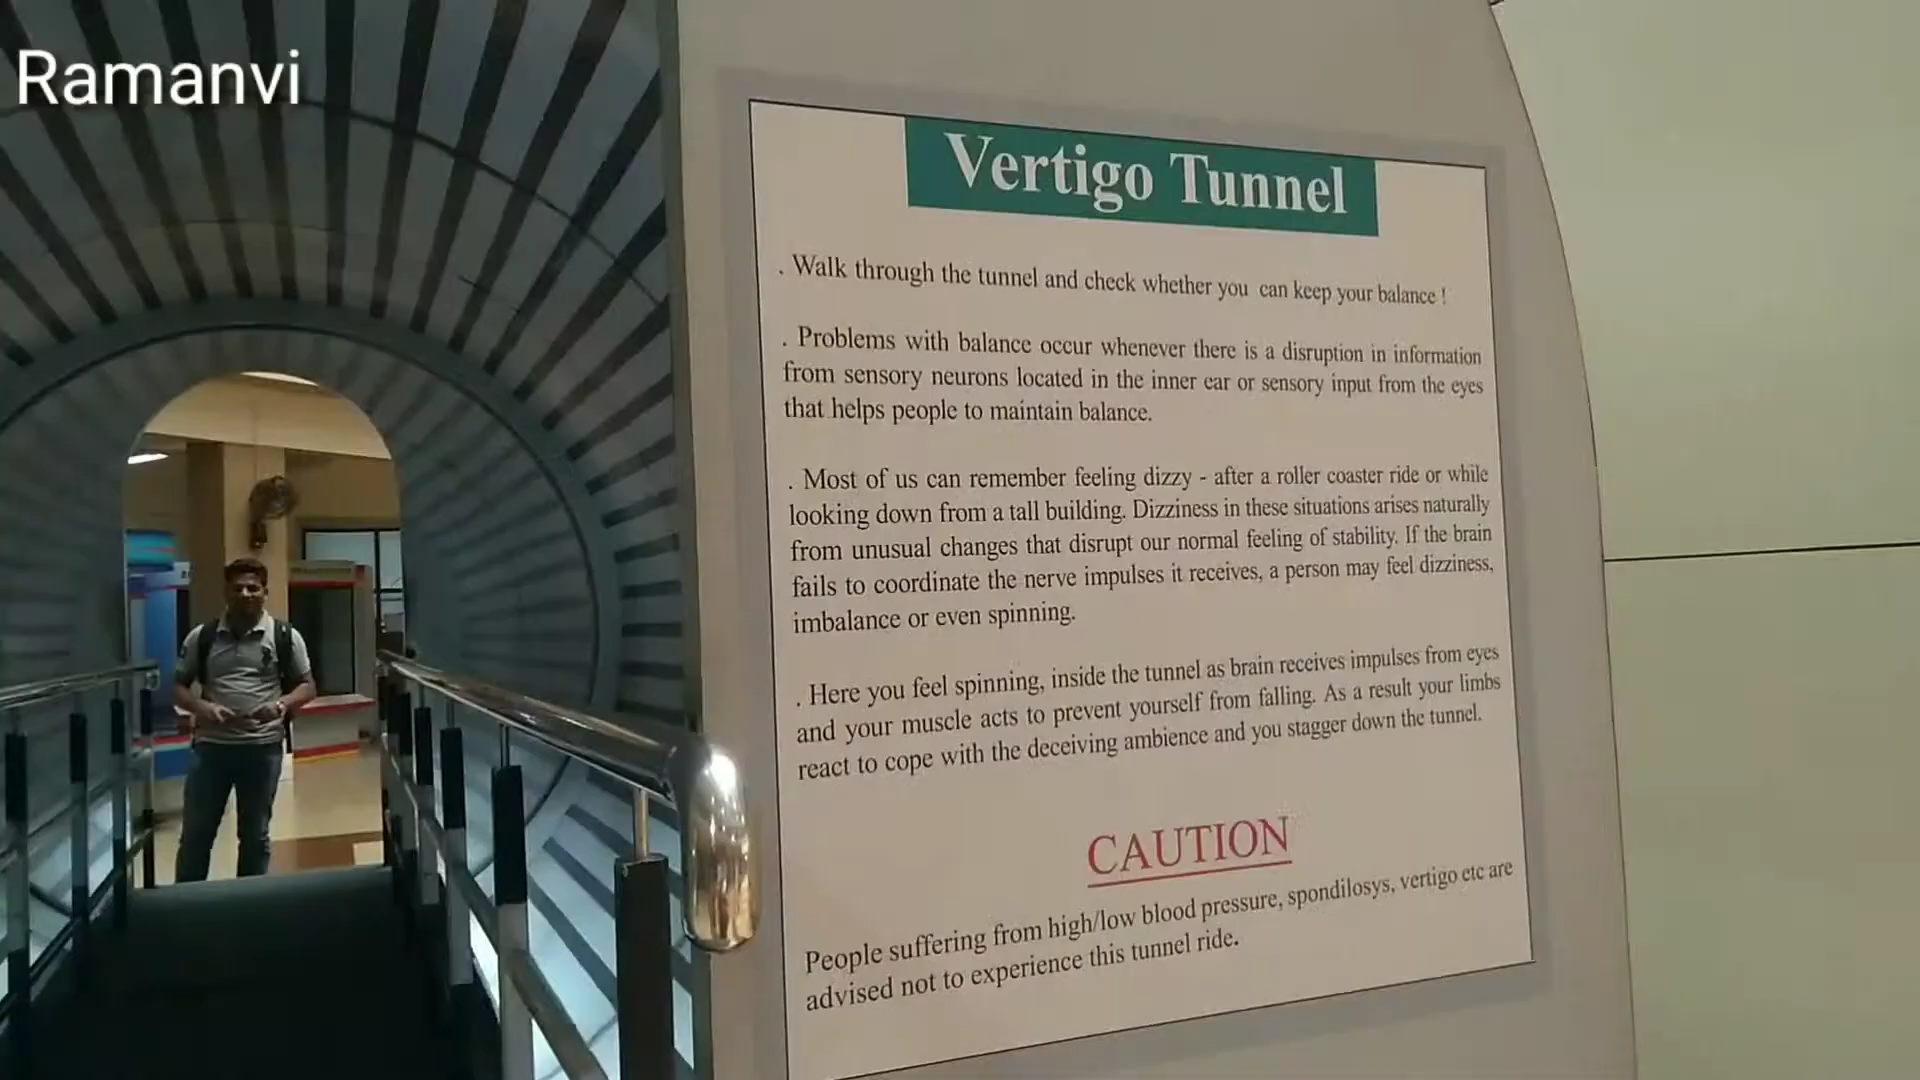 Ramanvi
Vertigo Tunnel
. Walk through the tunnel and check whether you can keep your balance !
. Problems with balance occur whenever there is a disruption in information
from sensory neurons located in the inner ear or sensory input from the eyes
that helps people to maintain balance.
. Most of us can remember feeling dizzy - after a roller coaster ride or while
looking down from a tall building. Dizziness in these situations arises naturally
from unusual changes that disrupt our normal feeling of stability. If the brain
fails to coordinate the nerve impulses it receives, a person may feel dizziness,
imbalance or even spinning.
. Here you feel spinning, inside the tunnel as brain receives impulses from eyes
and your muscle acts to prevent yourself from falling. As a result your limbs
react to cope with the deceiving ambience and you stagger down the tunnel.
CAUTION
People suffering from high/low blood pressure, spondilosys, vertigo etc are
advised not to experience this tunnel ride.